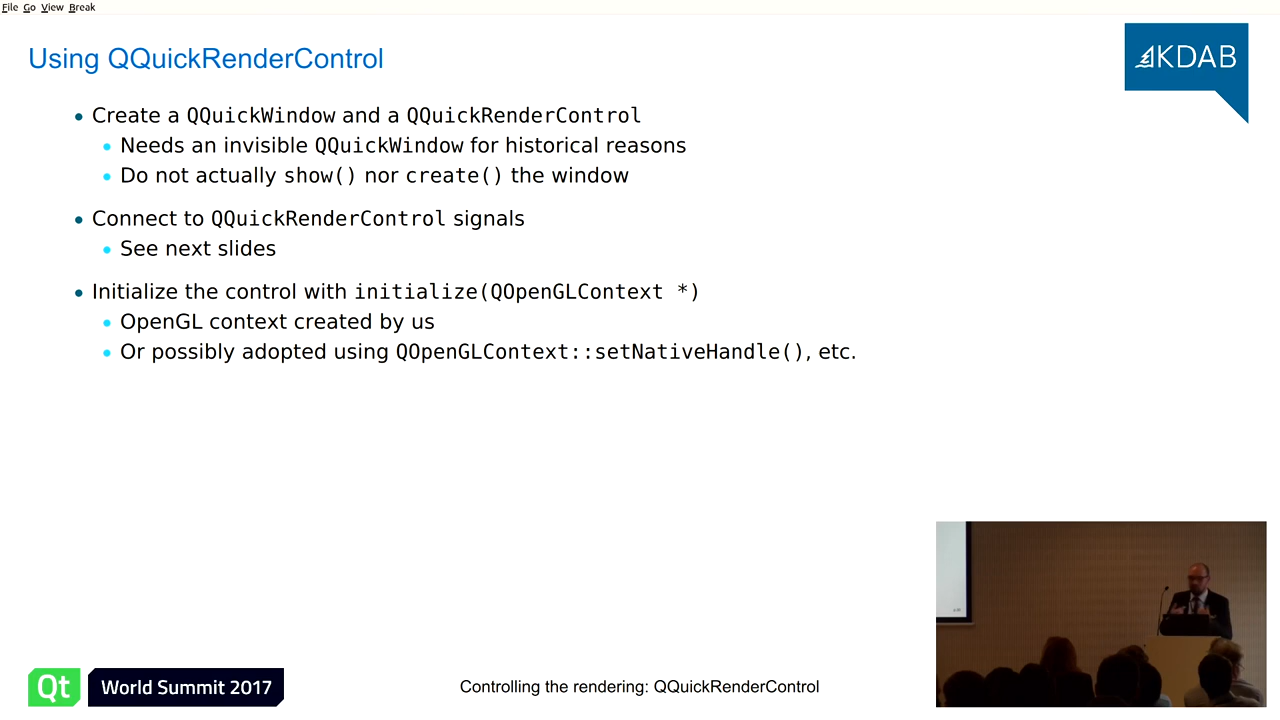 File Go View Break
Using QQuickRenderControl
KDAB
Create a QQuickWindow and a QQuickRenderControl
Needs an invisible QQuickWindow for historical reasons
Do not actually show() nor create() the window
Connect to QQuickRenderControl signals
See next slides
Initialize the control with initialize(QOpenGLContext *)
OpenGL context created by us
Or possibly adopted using QOpenGLContext::setNativeHandle(), etc.
Qt World Summit 2017
Controlling the rendering: QQuickRenderControl